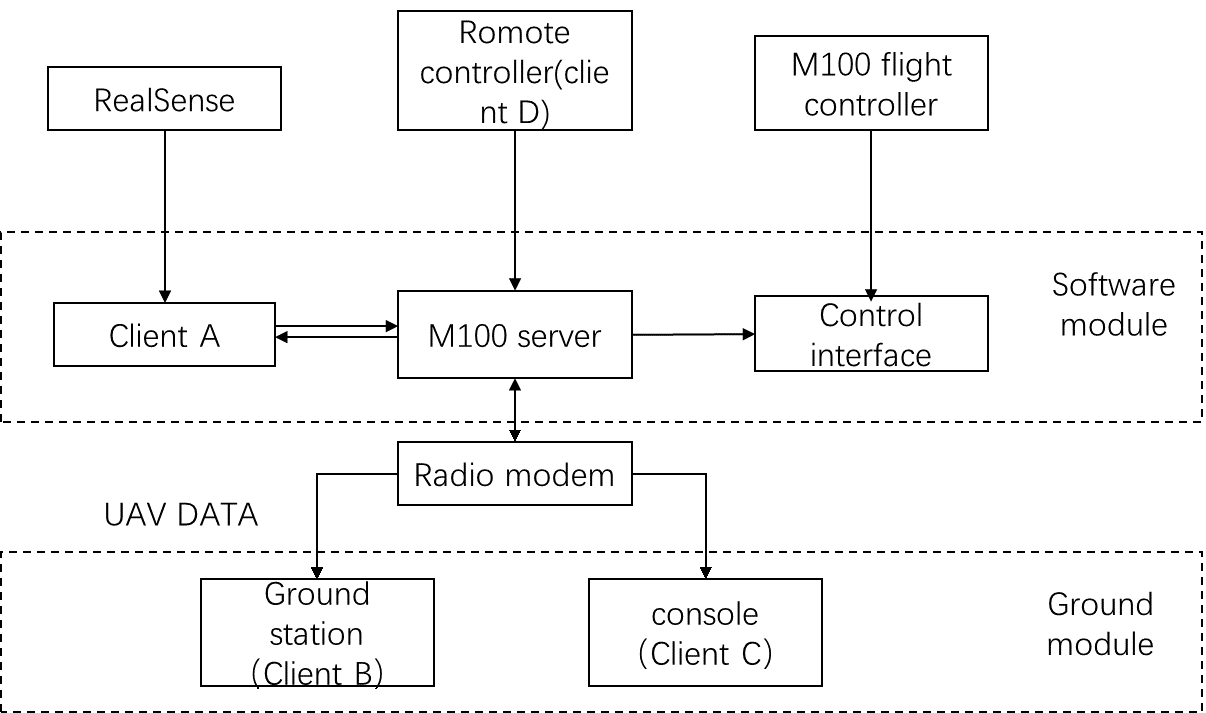 Romote
controller(clie
nt D)
M100 flight
controller
RealSense
Software
module
Client A
M100 server
Control
interface
Radio modem
UAV DATA
Ground
station
（Client B）
console
（Client C）
Ground
module